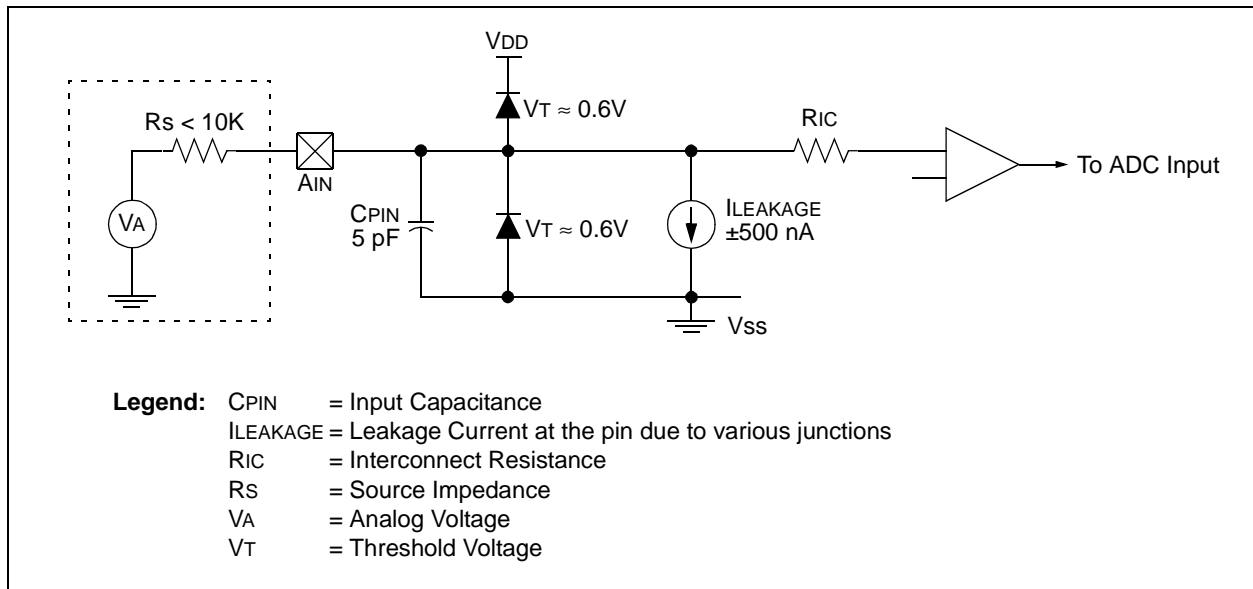 VDD
VT ≈ 0.6V
Rs < 10K
RIC
AIN
To ADC Input
VA
CPIN
5 pF
VT ≈ 0.6V
ILEAKAGE
±500 nA
Vss
Legend: CPIN = Input Capacitance
ILEAKAGE = Leakage Current at the pin due to various junctions
RIC = Interconnect Resistance
RS = Source Impedance
VA = Analog Voltage
VT = Threshold Voltage